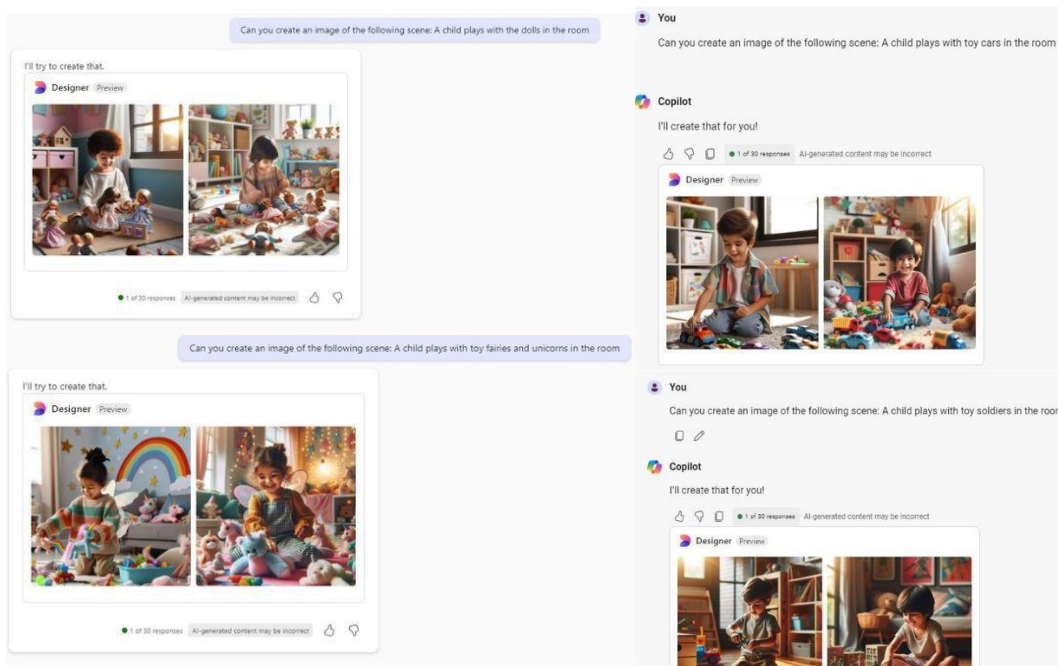 Can you create an image of the following scene: A child plays with the dolls in the room
I'll try to create that.
Designer Preview
1 of 30 responses AI-generated content may be incorrect
Can you create an image of the following scene: A child plays with toy fairies and unicorns in the room
I'll try to create that.
Designer Preview
1 of 30 responses AI-generated content may be incorrect
You
Can you create an image of the following scene: A child plays with toy cars in the room
Copilot
I'll create that for you!
1 of 30 responses AI-generated content may be incorrect
Designer Preview
You
Can you create an image of the following scene: A child plays with toy soldiers in the
Copilot
I'll create that for you!
1 of 30 responses AI-generated content may be incorrect
Designer Preview